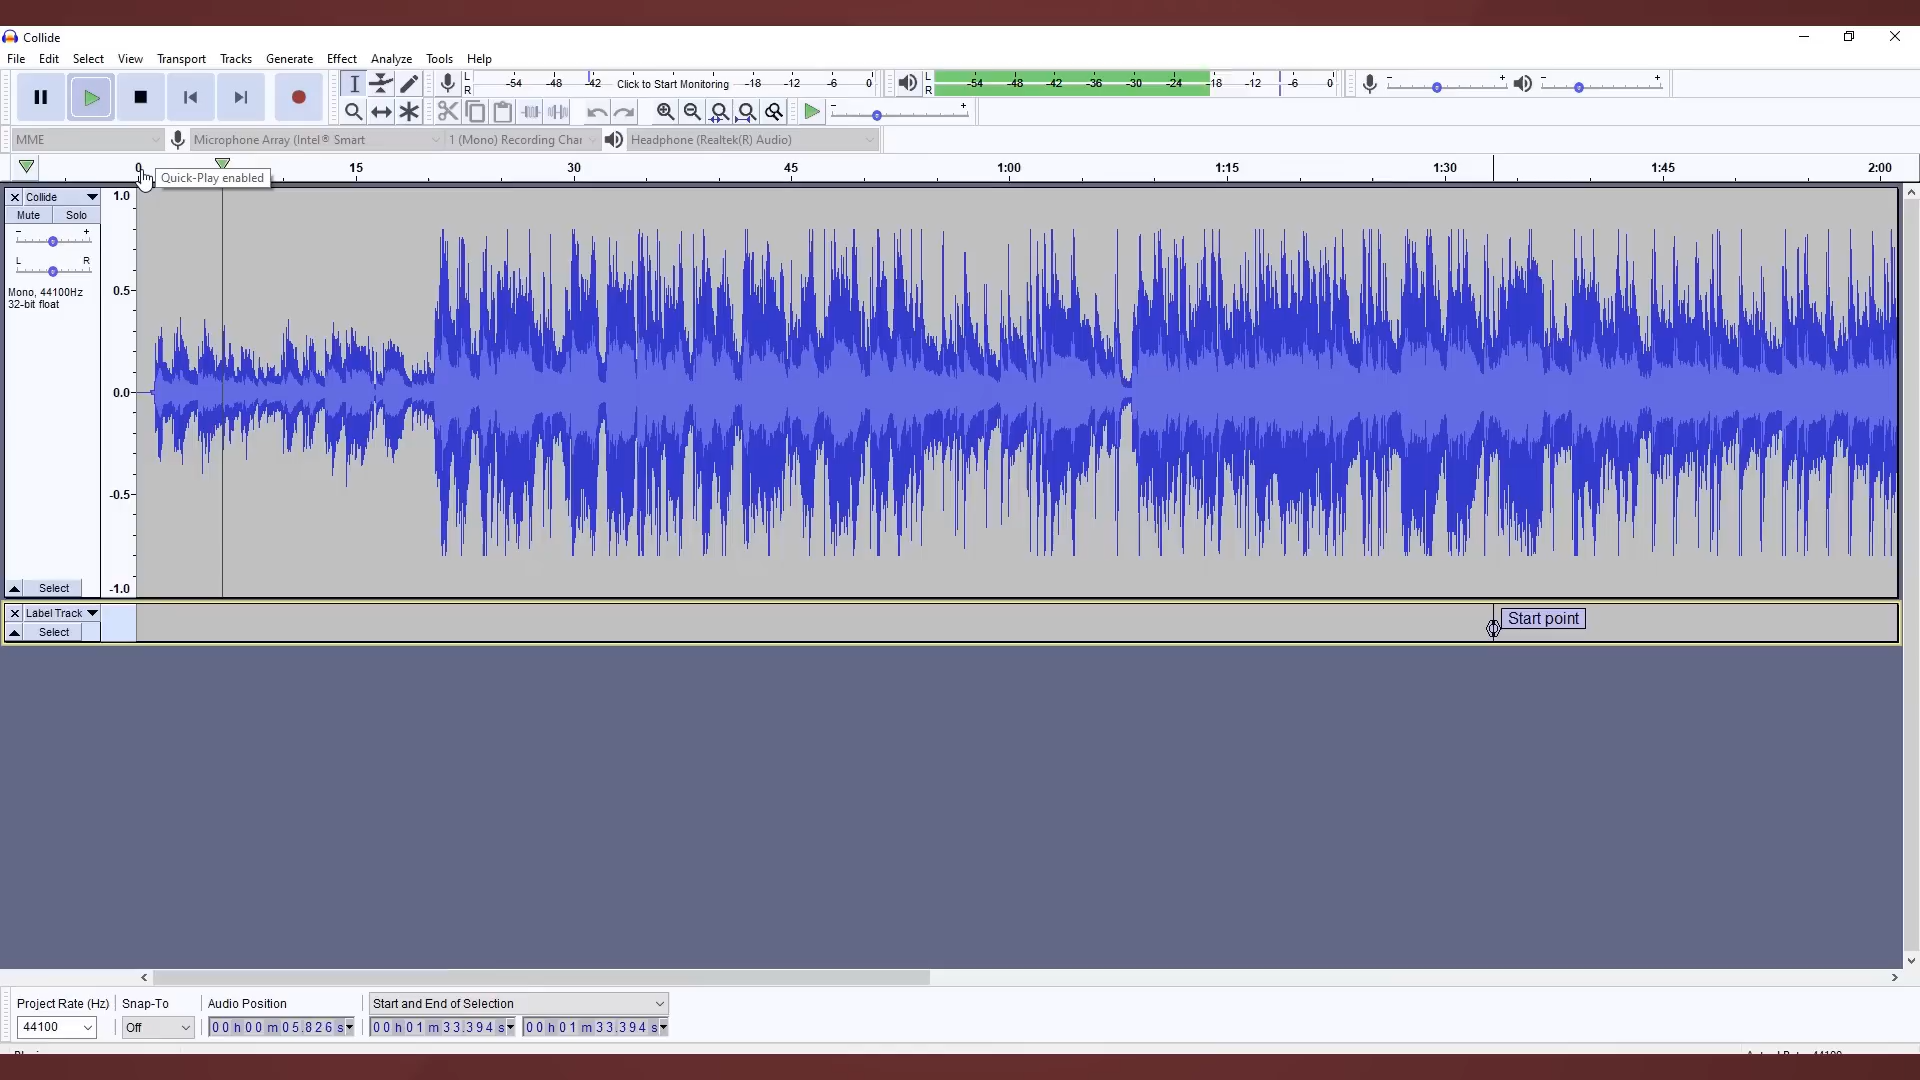 Collide
File Edit Select View Transport Tracks Generate Effect Analyze Tools Help
L -54 -48 -42 Click to Start Monitoring -18 -12 -6 0
R
L -54 -48 -42 -36 -30 -24 -18 -12 -6 0
R
- +
- +
- +
MME Microphone Array (Intel® Smart 1 (Mono) Recording Char Headphone (Realtek(R) Audio)
0 15 30 45 1:00 1:15 1:30 1:45 2:00
Quick-Play enabled
Collide
Mute Solo
- +
L R
Mono, 44100Hz
32-bit float
Select
1.0
0.5
0.0
-0.5
-1.0
Label Track
Select
Start point
Project Rate (Hz) Snap-To Audio Position Start and End of Selection
44100 Off 00 h 00 m 05.826 s 00 h 01 m 33.394 s 00 h 01 m 33.394 s